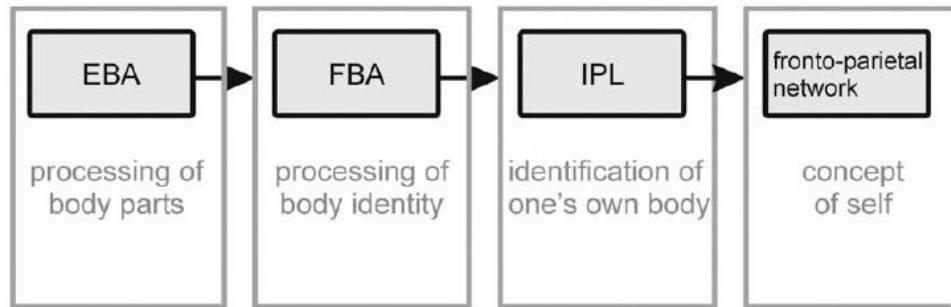 EBA
processing of
body parts
FBA
processing of
body identity
IPL
identification of
one's own body
fronto-parietal
network
concept
of self